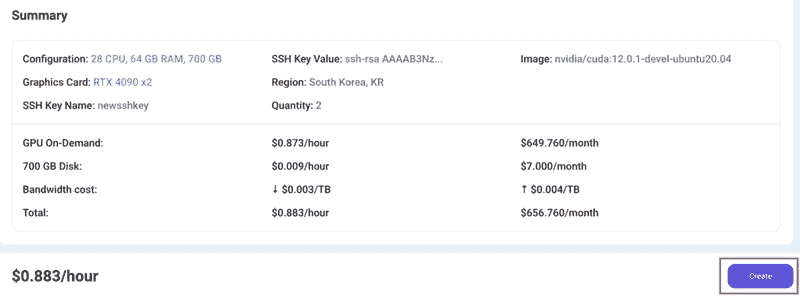 Summary
Configuration: 28 CPU, 64 GB RAM, 700 GB SSH Key Value: ssh-rsa AAAAB3Nz... Image: nvidia/cuda:12.0.1-devel-ubuntu20.04
Graphics Card: RTX 4090 x2 Region: South Korea, KR
SSH Key Name: newsshkey Quantity: 2
GPU On-Demand: $0.873/hour $649.760/month
700 GB Disk: $0.009/hour $7.000/month
Bandwidth cost: ↓ $0.003/TB ↑ $0.004/TB
Total: $0.883/hour $656.760/month
$0.883/hour Create